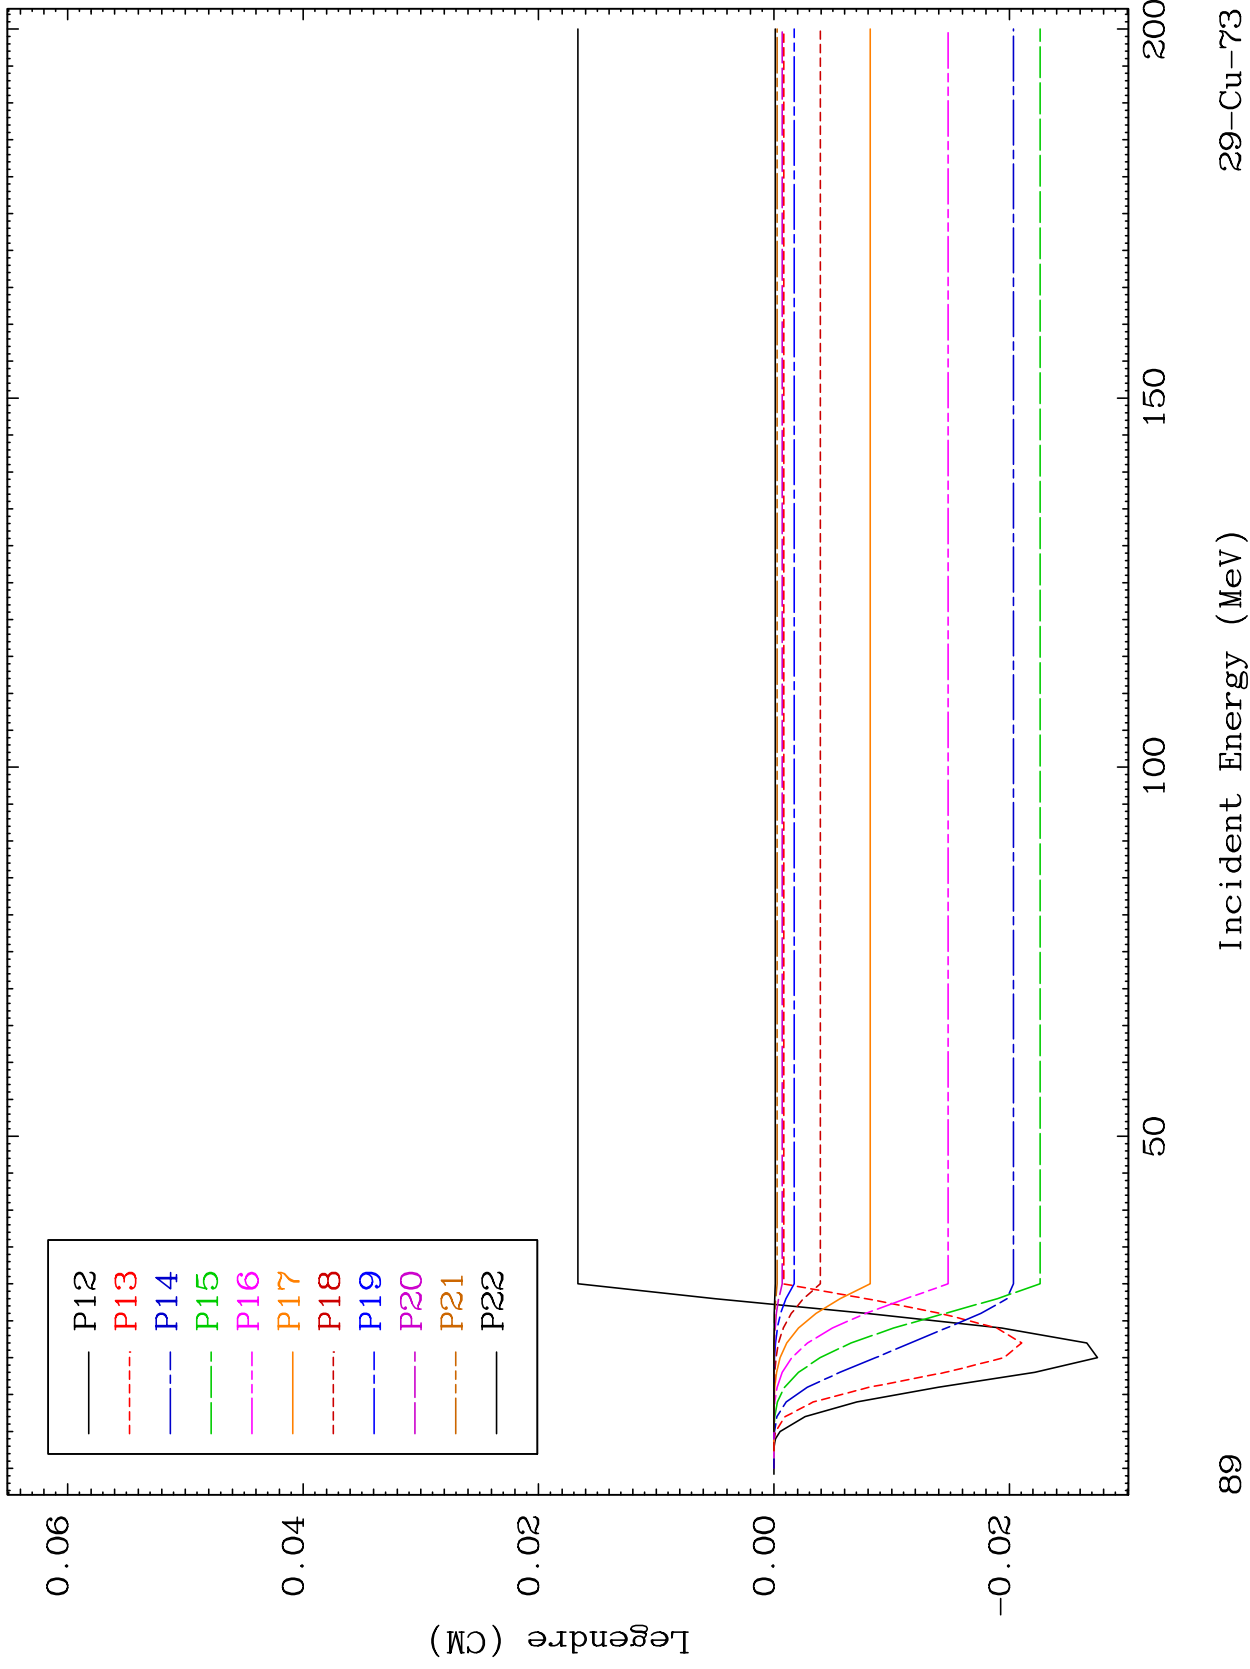 Legendre (CM)
0.06
0.04
0.02
0.00
-0.02
P12
P13
P14
P15
P16
P17
P18
P19
P20
P21
P22
50
100
150
200
Incident Energy (MeV)
89
29-Cu-73